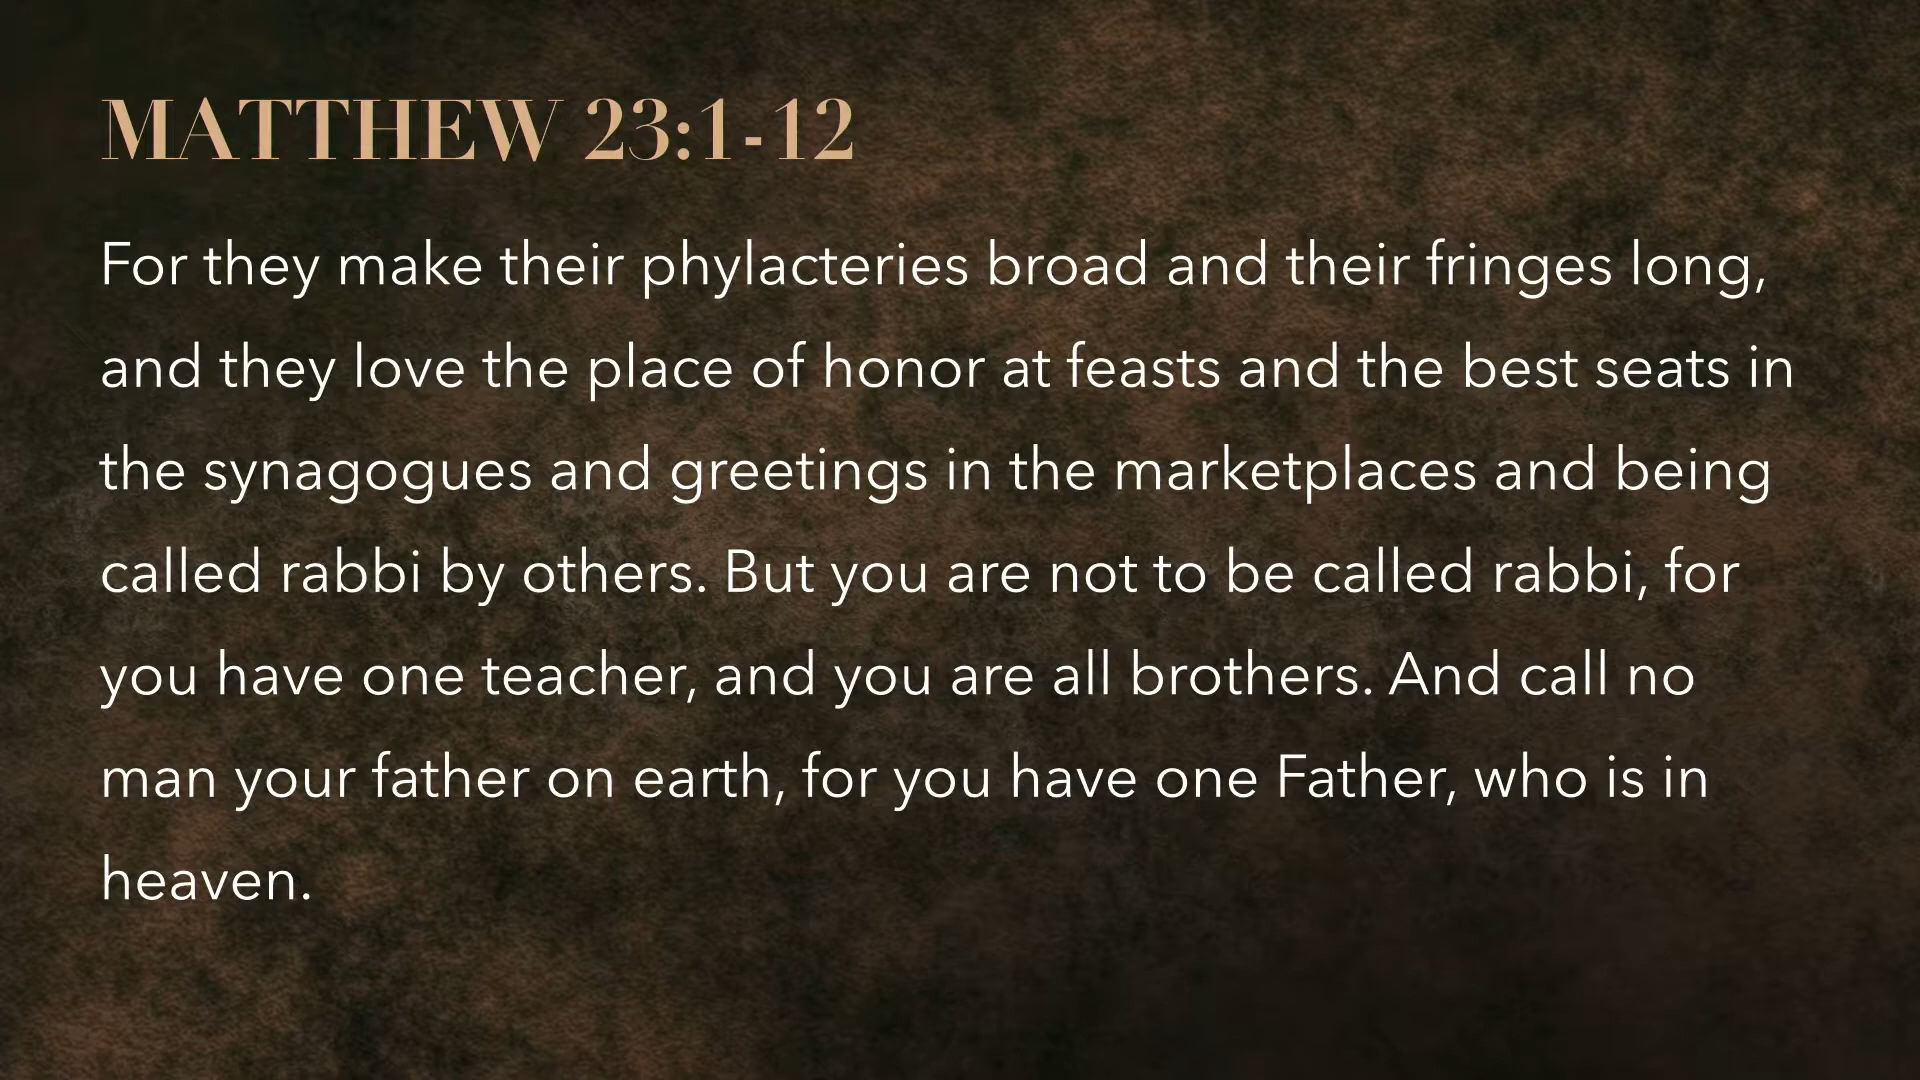 MATTHEW 23:1-12
For they make their phylacteries broad and their fringes long,
and they love the place of honor at feasts and the best seats in
the synagogues and greetings in the marketplaces and being
called rabbi by others. But you are not to be called rabbi, for
you have one teacher, and you are all brothers. And call no
man your father on earth, for you have one Father, who is in
heaven.